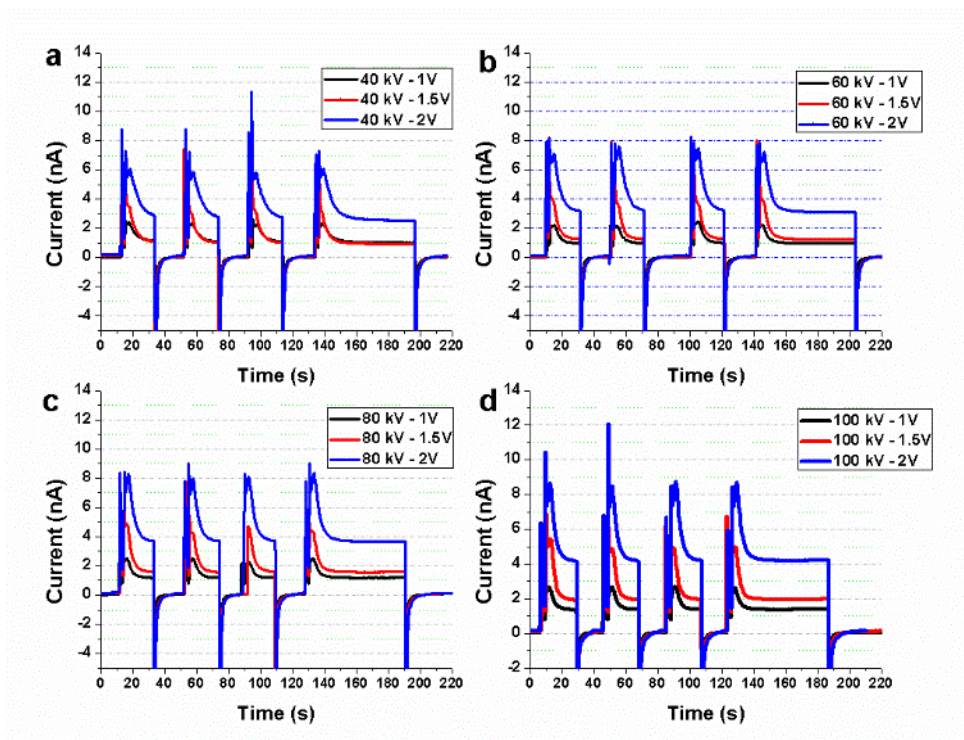 a
14
12
10
8
6
4
2
0
-2
-4
Current (nA)
40 kV - 1V
40 kV - 1.5V
40 kV - 2V
0 20 40 60 80 100 120 140 160 180 200 220
Time (s)
b
14
12
10
8
6
4
2
0
-2
-4
Current (nA)
60 kV - 1V
60 kV - 1.5V
60 kV - 2V
0 20 40 60 80 100 120 140 160 180 200 220
Time (s)
c
14
12
10
8
6
4
2
0
-2
-4
Current (nA)
80 kV - 1V
80 kV - 1.5V
80 kV - 2V
0 20 40 60 80 100 120 140 160 180 200 220
Time (s)
d
14
12
10
8
6
4
2
0
-2
Current (nA)
100 kV - 1V
100 kV - 1.5V
100 kV - 2V
0 20 40 60 80 100 120 140 160 180 200 220
Time (s)